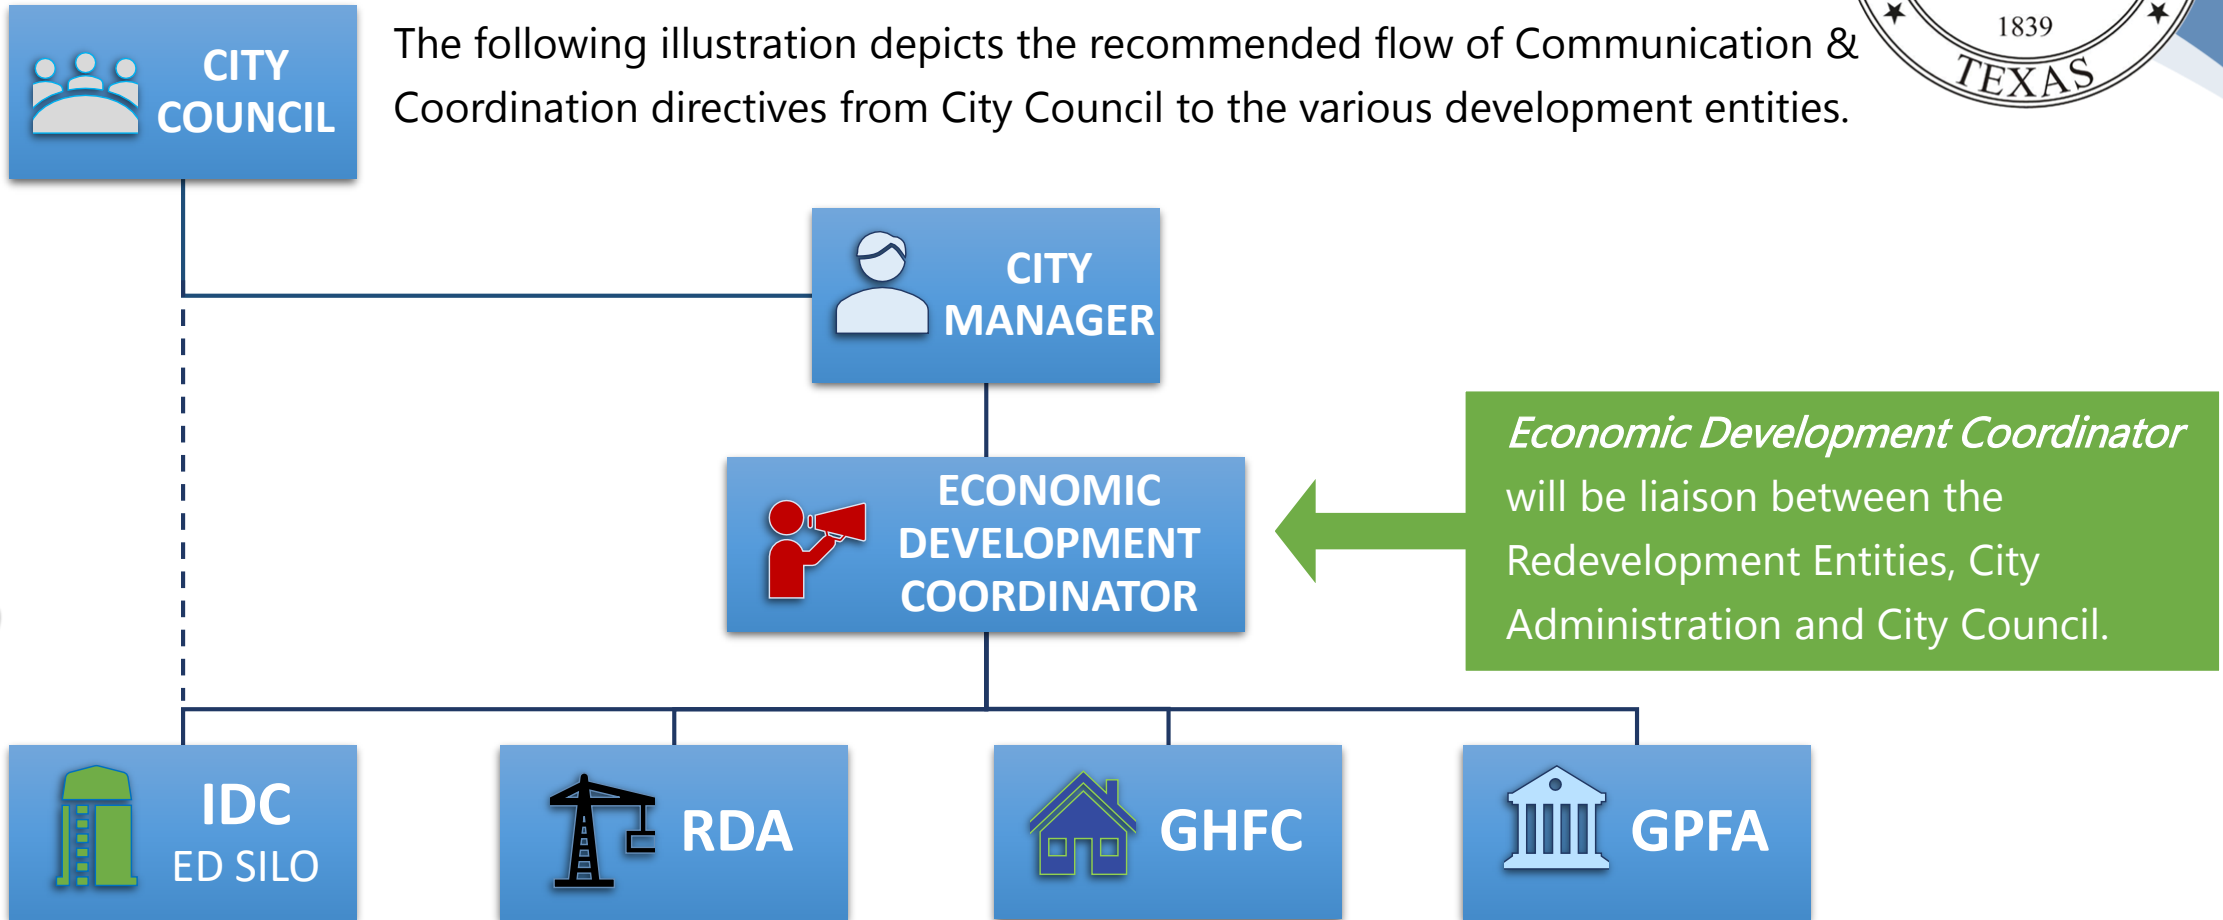 CITY
COUNCIL
The following illustration depicts the recommended flow of Communication &
Coordination directives from City Council to the various development entities.
1839
TEXAS
CITY
MANAGER
ECONOMIC
DEVELOPMENT
COORDINATOR
Economic Development Coordinator
will be liaison between the
Redevelopment Entities, City
Administration and City Council.
IDC
ED SILO
RDA
GHFC
GPFA